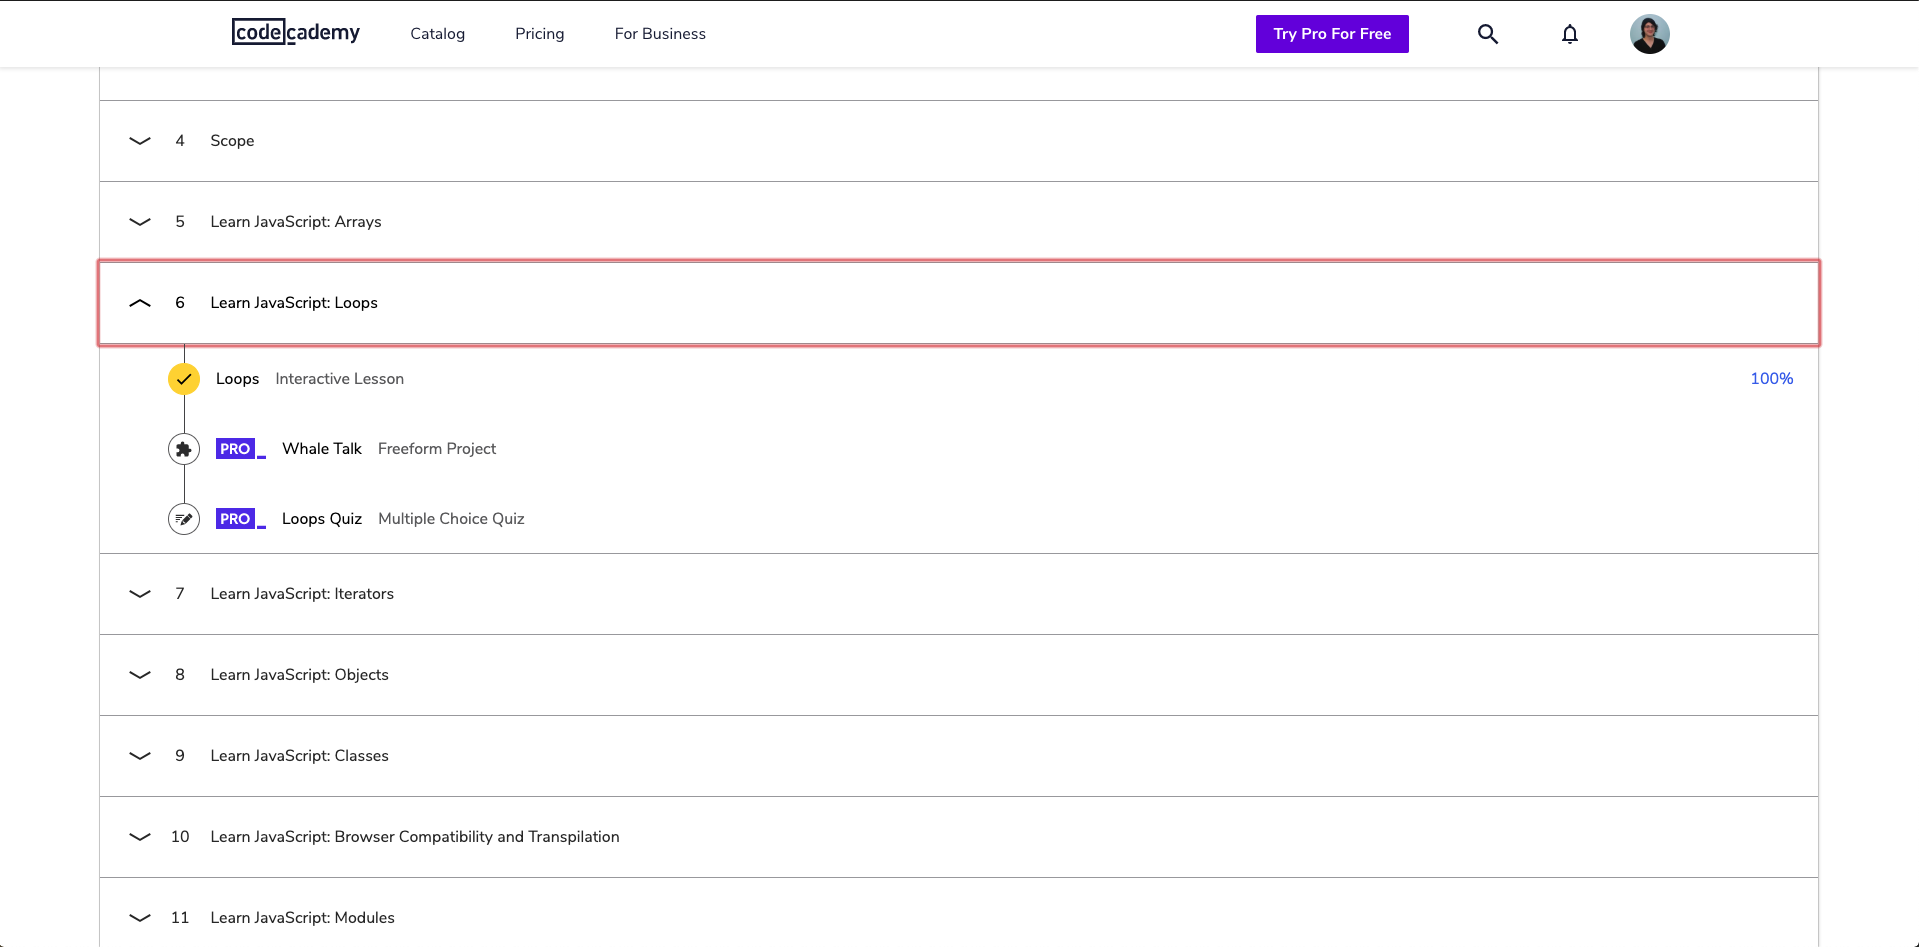 codecademy Catalog Pricing For Business Try Pro For Free
4 Scope
5 Learn JavaScript: Arrays
6 Learn JavaScript: Loops
Loops Interactive Lesson 100%
PRO Whale Talk Freeform Project
PRO Loops Quiz Multiple Choice Quiz
7 Learn JavaScript: Iterators
8 Learn JavaScript: Objects
9 Learn JavaScript: Classes
10 Learn JavaScript: Browser Compatibility and Transpilation
11 Learn JavaScript: Modules